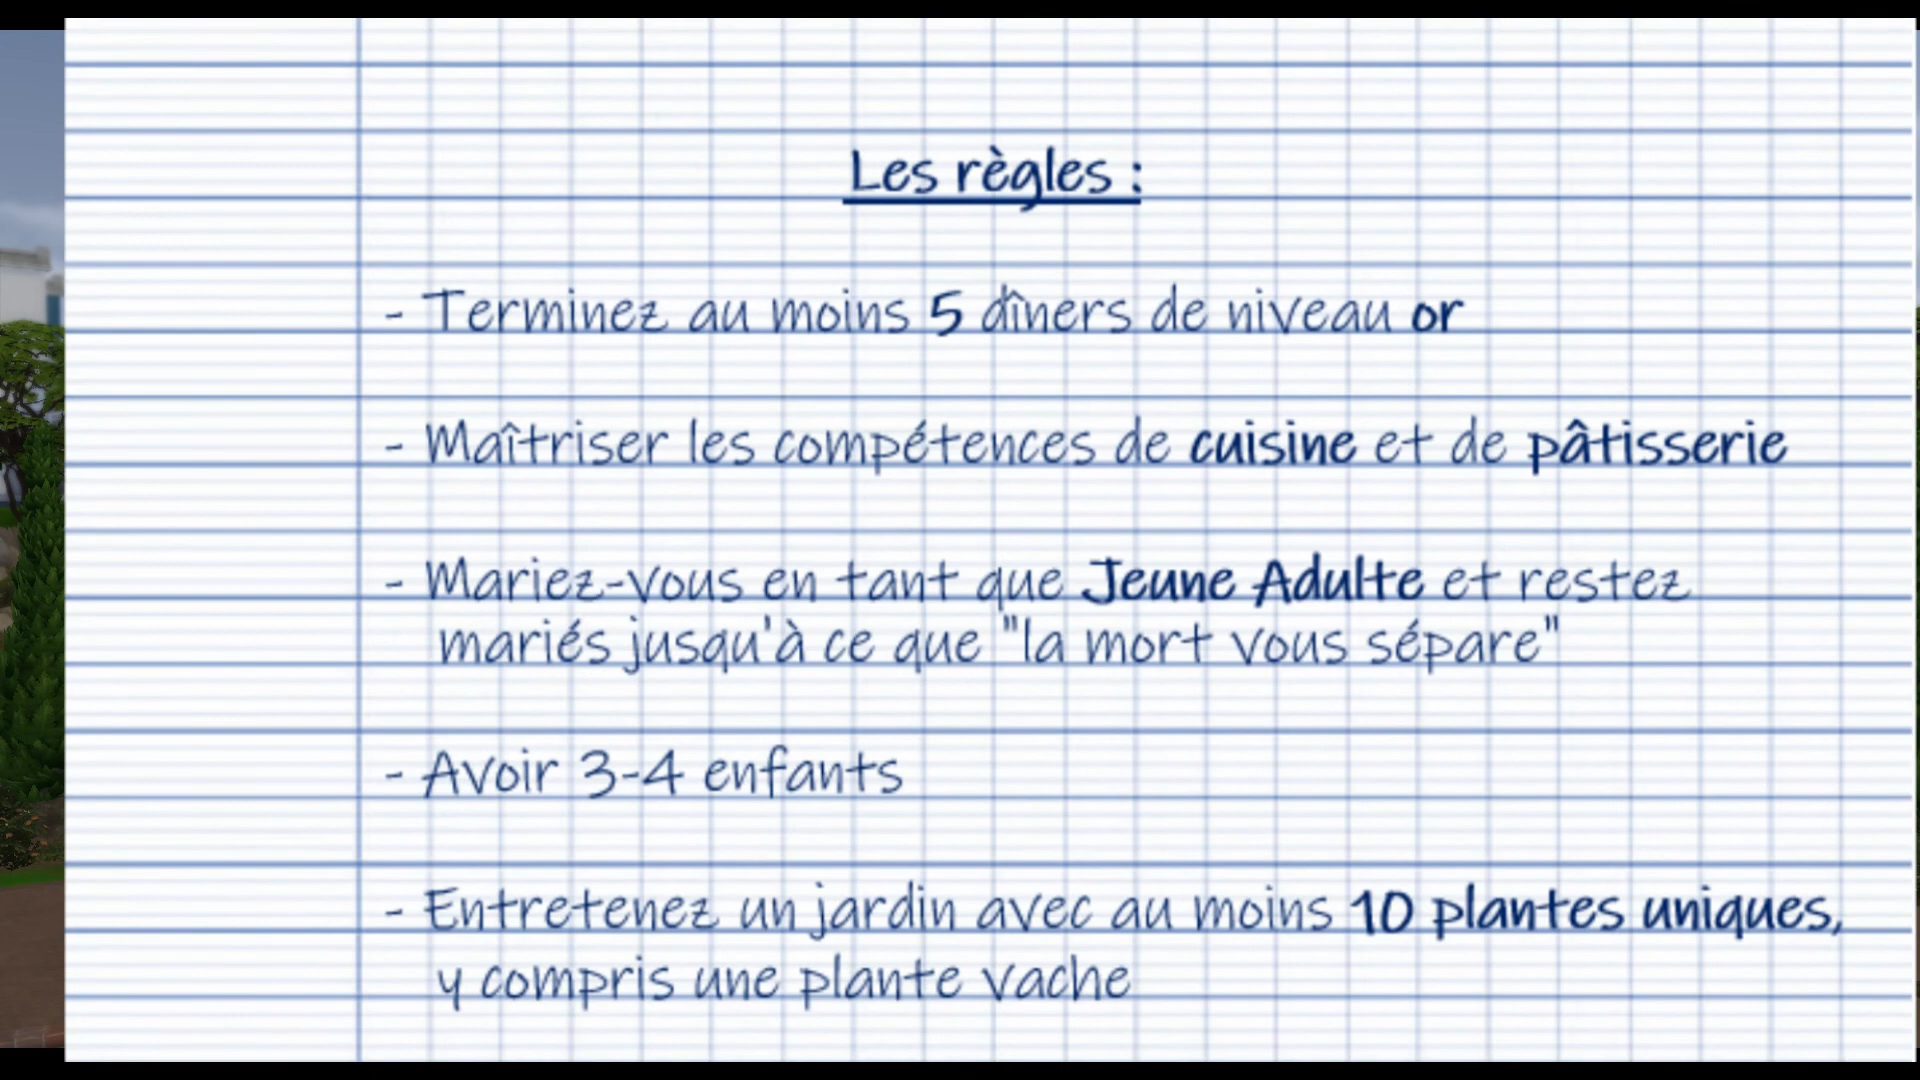 Les règles :
- Terminez au moins 5 dîners de niveau or
- Maîtriser les compétences de cuisine et de pâtisserie
- Mariez-vous en tant que Jeune Adulte et restez
mariés jusqu'à ce que "la mort vous sépare"
- Avoir 3-4 enfants
- Entretenez un jardin avec au moins 10 plantes uniques,
y compris une plante vache